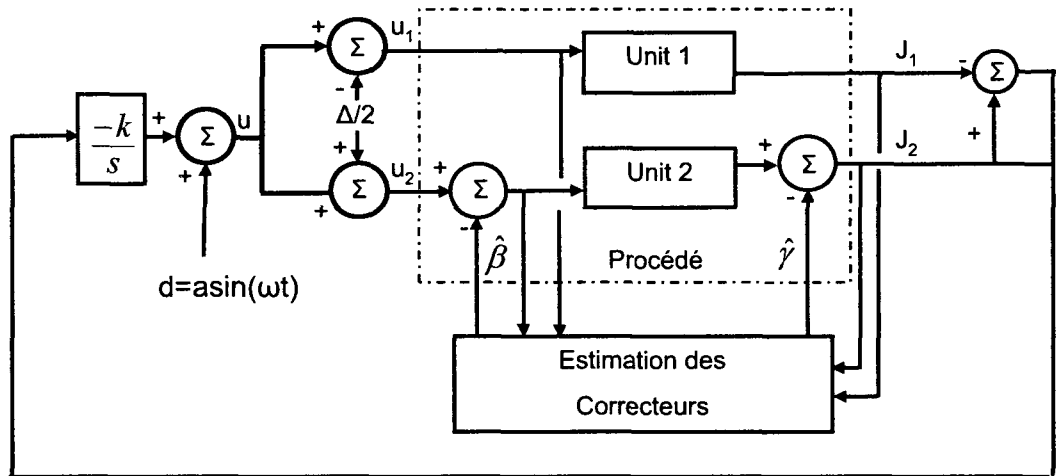 +
Σ
u₁
Unit 1
J₁
-
Σ
-
Δ/2
+
-k
s
+
Σ
u
+
+
Σ
+
u₂
+
Σ
-
Unit 2
+
Σ
-
J₂
+
β̂
Procédé
γ̂
d=asin(ωt)
Estimation des
Correcteurs